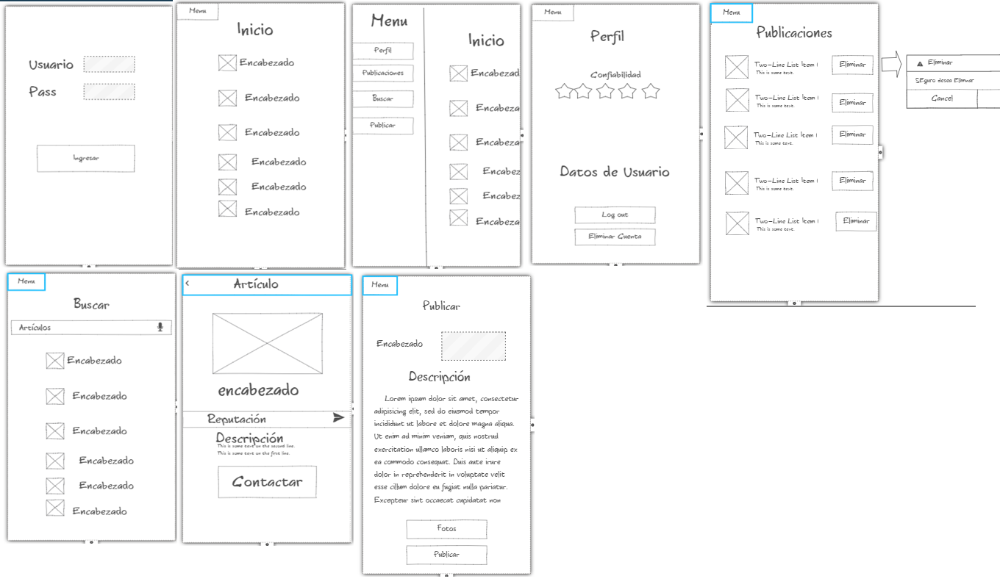 Usuario
Pass
Ingresar
Menu
Inicio
Encabezado
Encabezado
Encabezado
Encabezado
Encabezado
Encabezado
Menu
Perfil
Publicaciones
Buscar
Publicar
Inicio
Encabezad
Encabeza
Encabeza
Encabez
Encabez
Encabeza
Menu
Perfil
Confiabilidad
Datos de Usuario
Log out
Eliminar Cuenta
Menu
Publicaciones
Two-Line List Item 1
This is some text.
Eliminar
Two-Line List Item 1
This is some text.
Eliminar
Two-Line List Item 1
This is some text.
Eliminar
Two-Line List Item 1
This is some text.
Eliminar
Two-Line List Item 1
This is some text.
Eliminar
Eliminar
SEguro desea Elimnar
Cancel
Menu
Buscar
Artículos
Encabezado
Encabezado
Encabezado
Encabezado
Encabezado
Encabezado
< Artículo
encabezado
Reputación
Descripción
This is some text on the second line.
This is some text on the first line.
Contactar
Menu
Publicar
Encabezado
Descripción
Lorem ipsum dolor sit amet, consectetur
adipisicing elit, sed do eiusmod tempor
incididunt ut labore et dolore magna aliqua.
Ut enim ad minim veniam, quis nostrud
exercitation ullamco laboris nisi ut aliquip ex
ea commodo consequat. Duis aute irure
dolor in reprehenderit in voluptate velit
esse cillum dolore eu fugiat nulla pariatur.
Excepteur sint occaecat cupidatat non
Fotos
Publicar